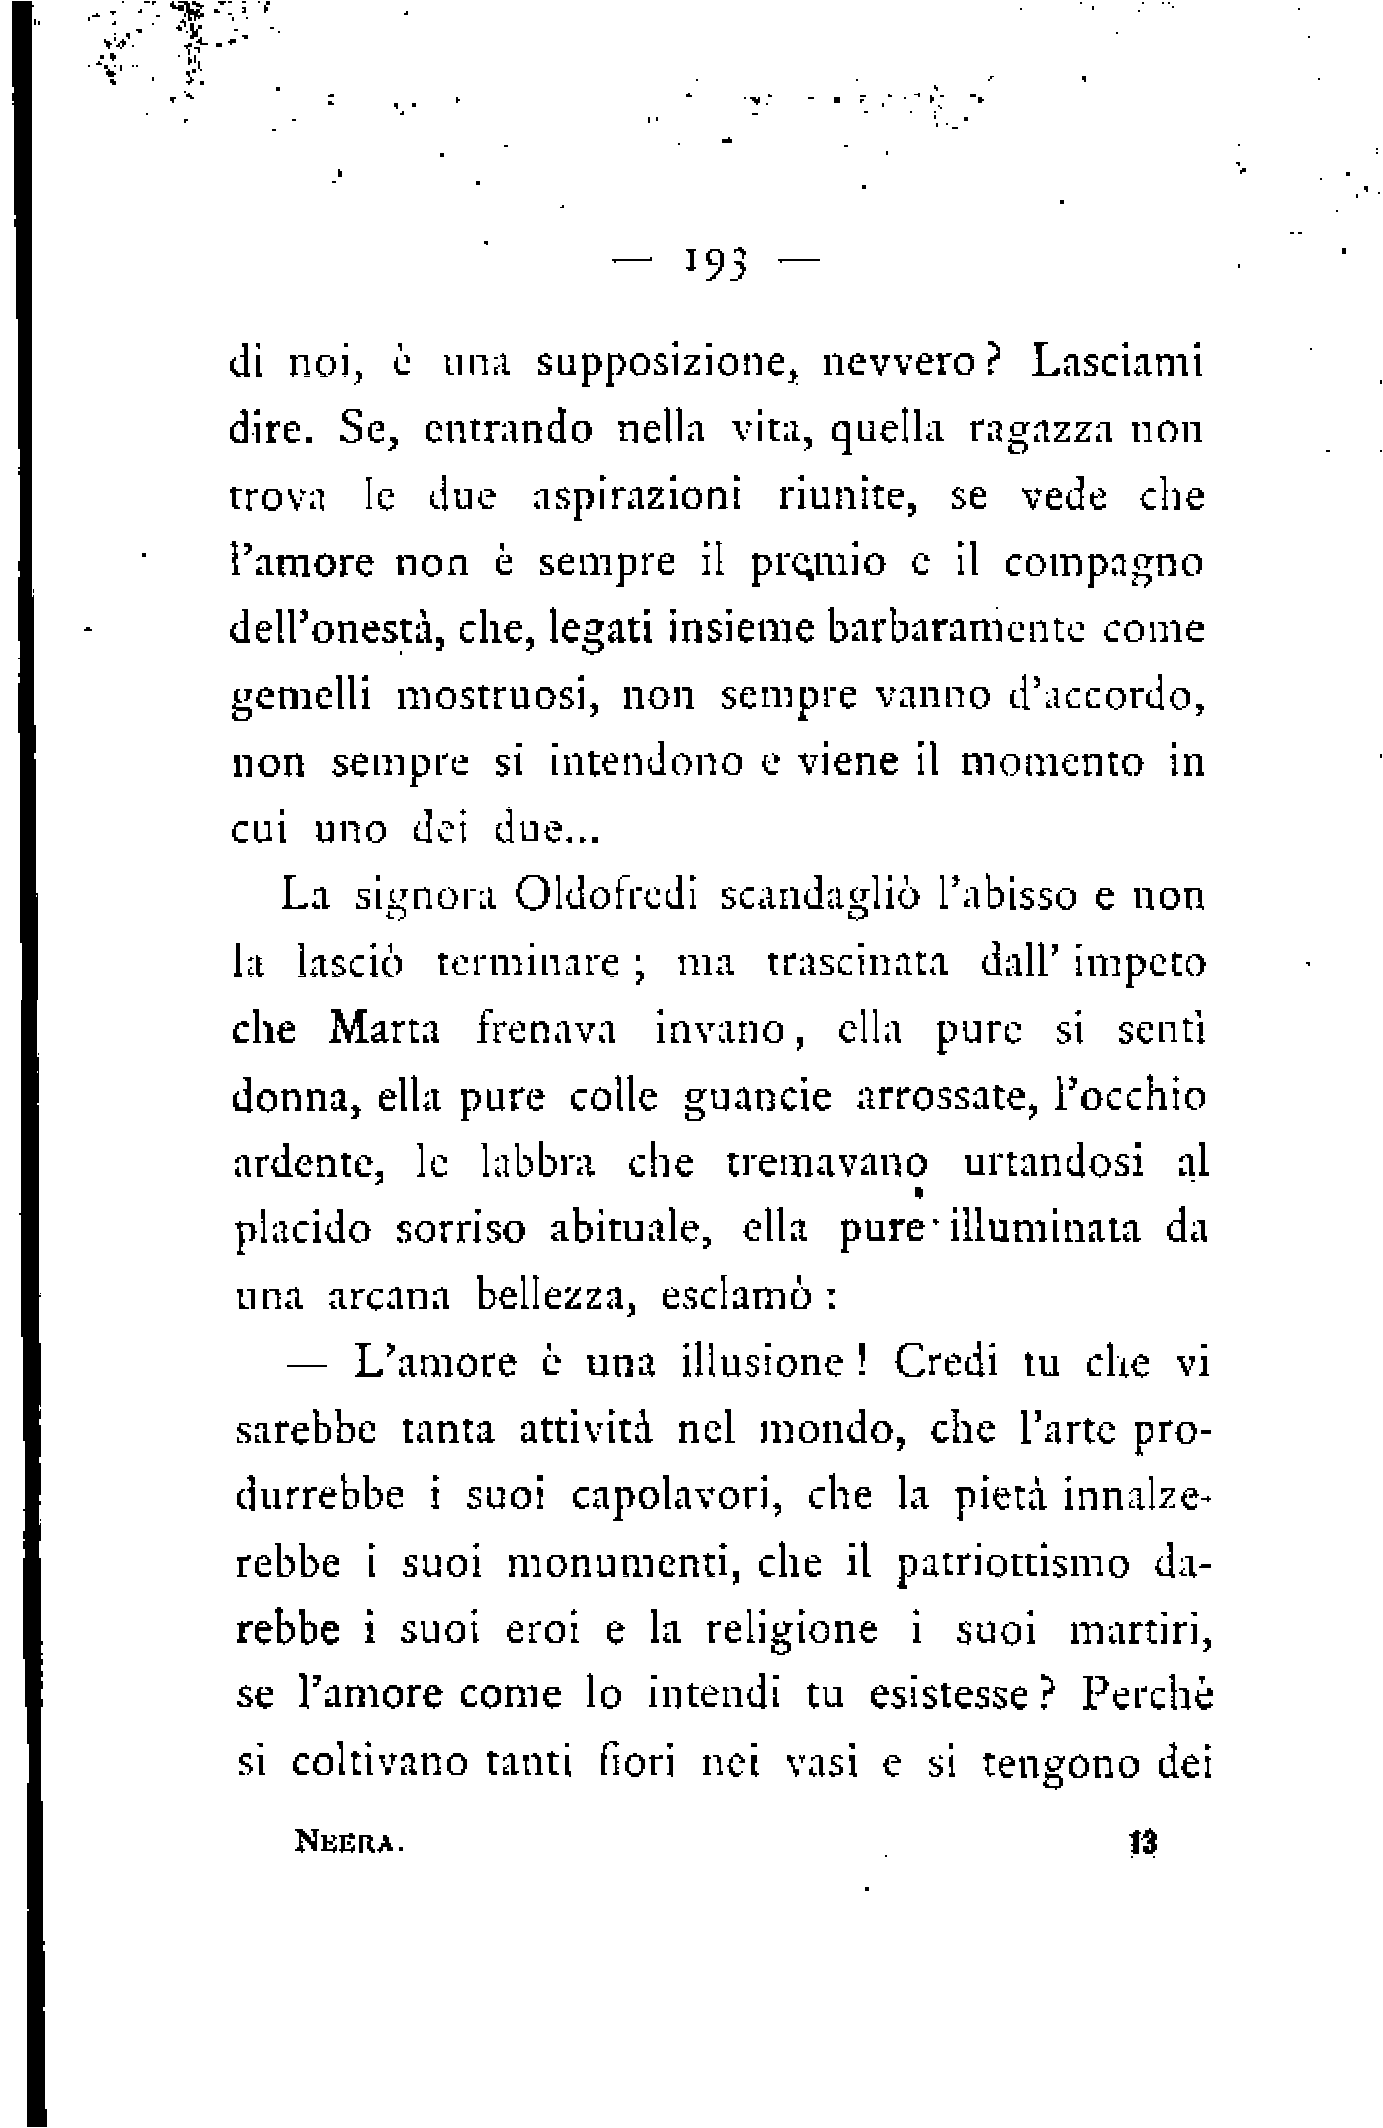 — 193 —
di noi, è una supposizione, nevvero? Lasciami
dire. Se, entrando nella vita, quella ragazza non
trova le due aspirazioni riunite, se vede che
l'amore non è sempre il premio e il compagno
dell'onestà, che, legati insieme barbaramente come
gemelli mostruosi, non sempre vanno d'accordo,
non sempre si intendono e viene il momento in
cui uno dei due...
La signora Oldofredi scandagliò l'abisso e non
la lasciò terminare; ma trascinata dall'impeto
che Marta frenava invano, ella pure si sentì
donna, ella pure colle guancie arrossate, l'occhio
ardente, le labbra che tremavano urtandosi al
placido sorriso abituale, ella pure illuminata da
una arcana bellezza, esclamò:
— L'amore è una illusione! Credi tu che vi
sarebbe tanta attività nel mondo, che l'arte pro-
durrebbe i suoi capolavori, che la pietà innalze-
rebbe i suoi monumenti, che il patriottismo da-
rebbe i suoi eroi e la religione i suoi martiri,
se l'amore come lo intendi tu esistesse? Perchè
si coltivano tanti fiori nei vasi e si tengono dei
NEERA. 13